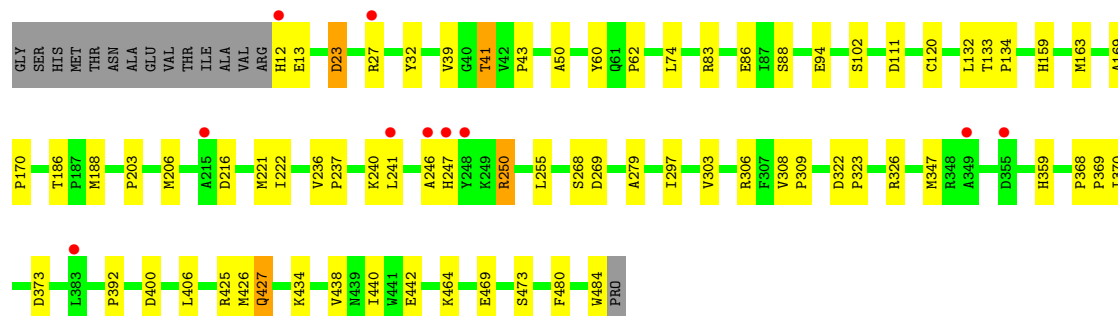 GLY SER HIS MET THR ASN ALA GLU VAL THR ILE ALA VAL ARG H12 E13 D23 R27 Y32 V39 G40 T41 V42 P43 A50 Y60 Q61 P62 L74 R83 E86 I87 S88 E94 S102 D111 C120 L132 T133 P134 H159 M163 A169
P170 T186 P187 M188 P203 M206 A215 D216 M221 I222 V236 P237 K240 L241 A246 H247 Y248 K249 R250 L255 S268 D269 A279 I297 V303 R306 F307 V308 P309 D322 P323 R326 M347 R348 A349 D355 H359 P368 P369 I370
D373 L383 P392 D400 L406 R425 M426 Q427 K434 V438 N439 I440 W441 E442 K464 E469 S473 F480 W484 PRO